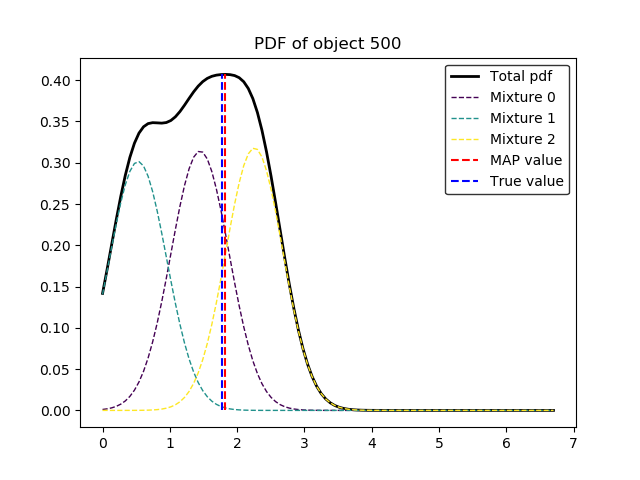 PDF of object 500
Total pdf
Mixture 0
Mixture 1
Mixture 2
MAP value
True value
0.40
0.35
0.30
0.25
0.20
0.15
0.10
0.05
0.00
0 1 2 3 4 5 6 7